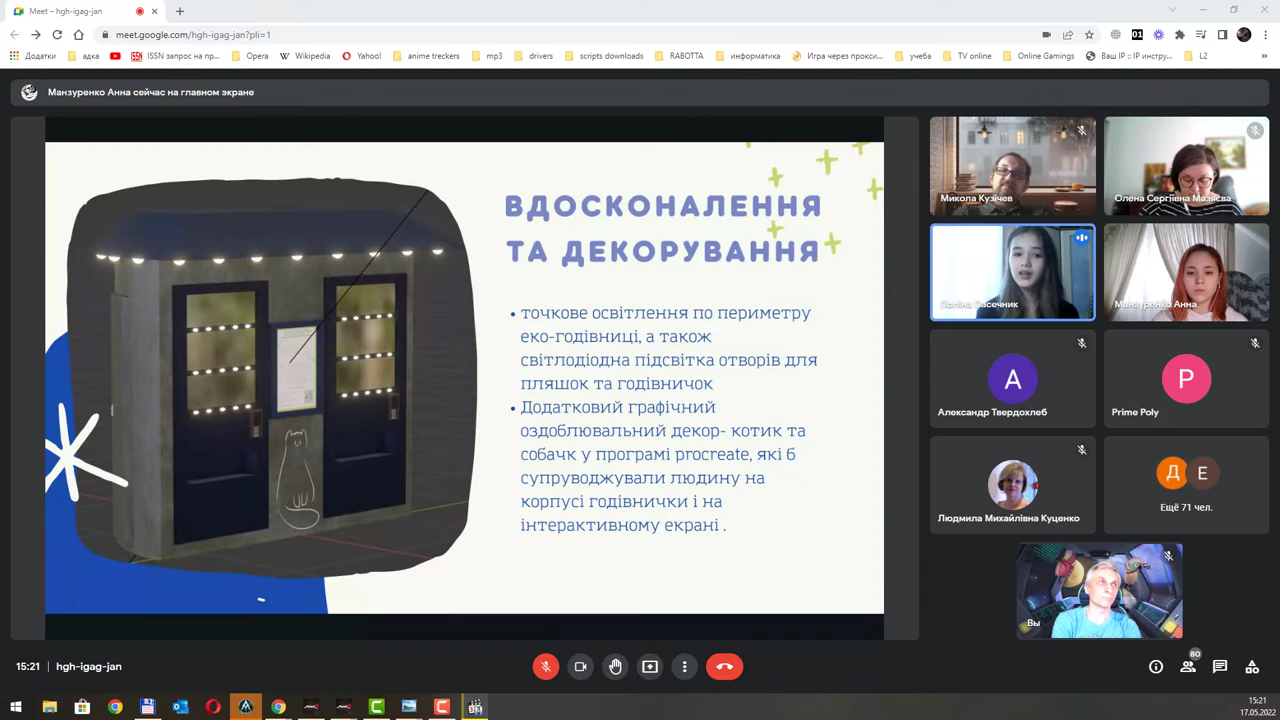 Meet – hgh-igag-jan
meet.google.com/hgh-igag-jan?pli=1
01
Додатки
адка
ISSN запрос на пр...
Opera
Wikipedia
Yahoo!
anime treckers
mp3
drivers
scripts downloads
RABOTTA
информатика
Игра через прокси...
учеба
TV online
Online Gamings
Ваш IP :: IP инстру...
L2
»
Манзуренко Анна сейчас на главном экране
ВДОСКОНАЛЕННЯ
ТА ДЕКОРУВАННЯ
• точкове освітлення по периметру
еко-годівниці, а також
світлодіодна підсвітка отворів для
пляшок та годівничок
• Додатковий графічний
оздоблювальний декор- котик та
собачк у програмі procreate, які б
супруводжували людину на
корпусі годівнички і на
інтерактивному екрані .
Микола Кузічев
Олена Сергіївна Мазяєва
Поліна Пасечник
Манзуренко Анна
А
Александр Твердохлеб
P
Prime Poly
Людмила Михайлівна Куценко
Д
Е
Ещё 71 чел.
Вы
15:21 | hgh-igag-jan
80
15:21
17.05.2022